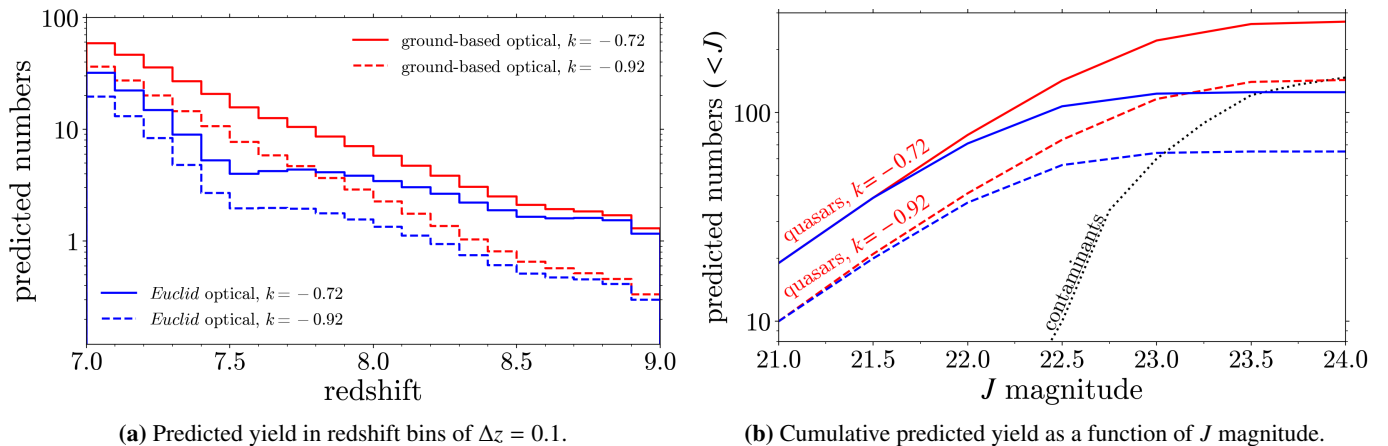 predicted numbers
100
10
1
ground-based optical, k = −0.72
ground-based optical, k = −0.92
Euclid optical, k = −0.72
Euclid optical, k = −0.92
7.0 7.5 8.0 8.5 9.0
redshift
(a) Predicted yield in redshift bins of Δz = 0.1.
predicted numbers (< J)
100
10
quasars, k = −0.72
quasars, k = −0.92
contaminants
21.0 21.5 22.0 22.5 23.0 23.5 24.0
J magnitude
(b) Cumulative predicted yield as a function of J magnitude.